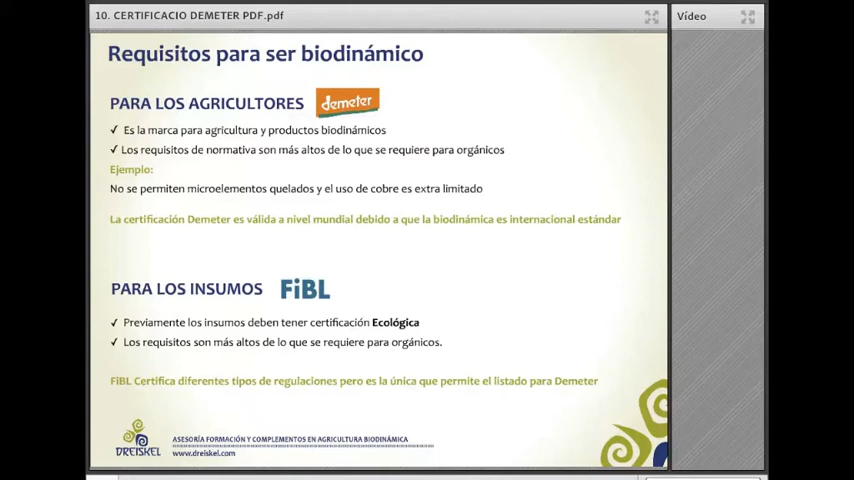 10. CERTIFICACIO DEMETER PDF.pdf
Vídeo
Requisitos para ser biodinámico
PARA LOS AGRICULTORES demeter
✓ Es la marca para agricultura y productos biodinámicos
✓ Los requisitos de normativa son más altos de lo que se requiere para orgánicos
Ejemplo:
No se permiten microelementos quelados y el uso de cobre es extra limitado
La certificación Demeter es válida a nivel mundial debido a que la biodinámica es internacional estándar
PARA LOS INSUMOS FiBL
✓ Previamente los insumos deben tener certificación Ecológica
✓ Los requisitos son más altos de lo que se requiere para orgánicos.
FiBL Certifica diferentes tipos de regulaciones pero es la única que permite el listado para Demeter
DREISKEL
ASESORÍA FORMACIÓN Y COMPLEMENTOS EN AGRICULTURA BIODINÁMICA
www.dreiskel.com